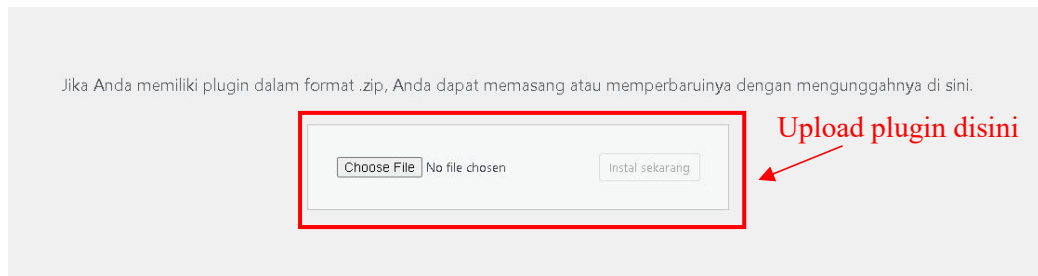 Jika Anda memiliki plugin dalam format .zip, Anda dapat memasang atau memperbaruinya dengan mengunggahnya di sini.
Upload plugin disini
Choose File No file chosen
Instal sekarang